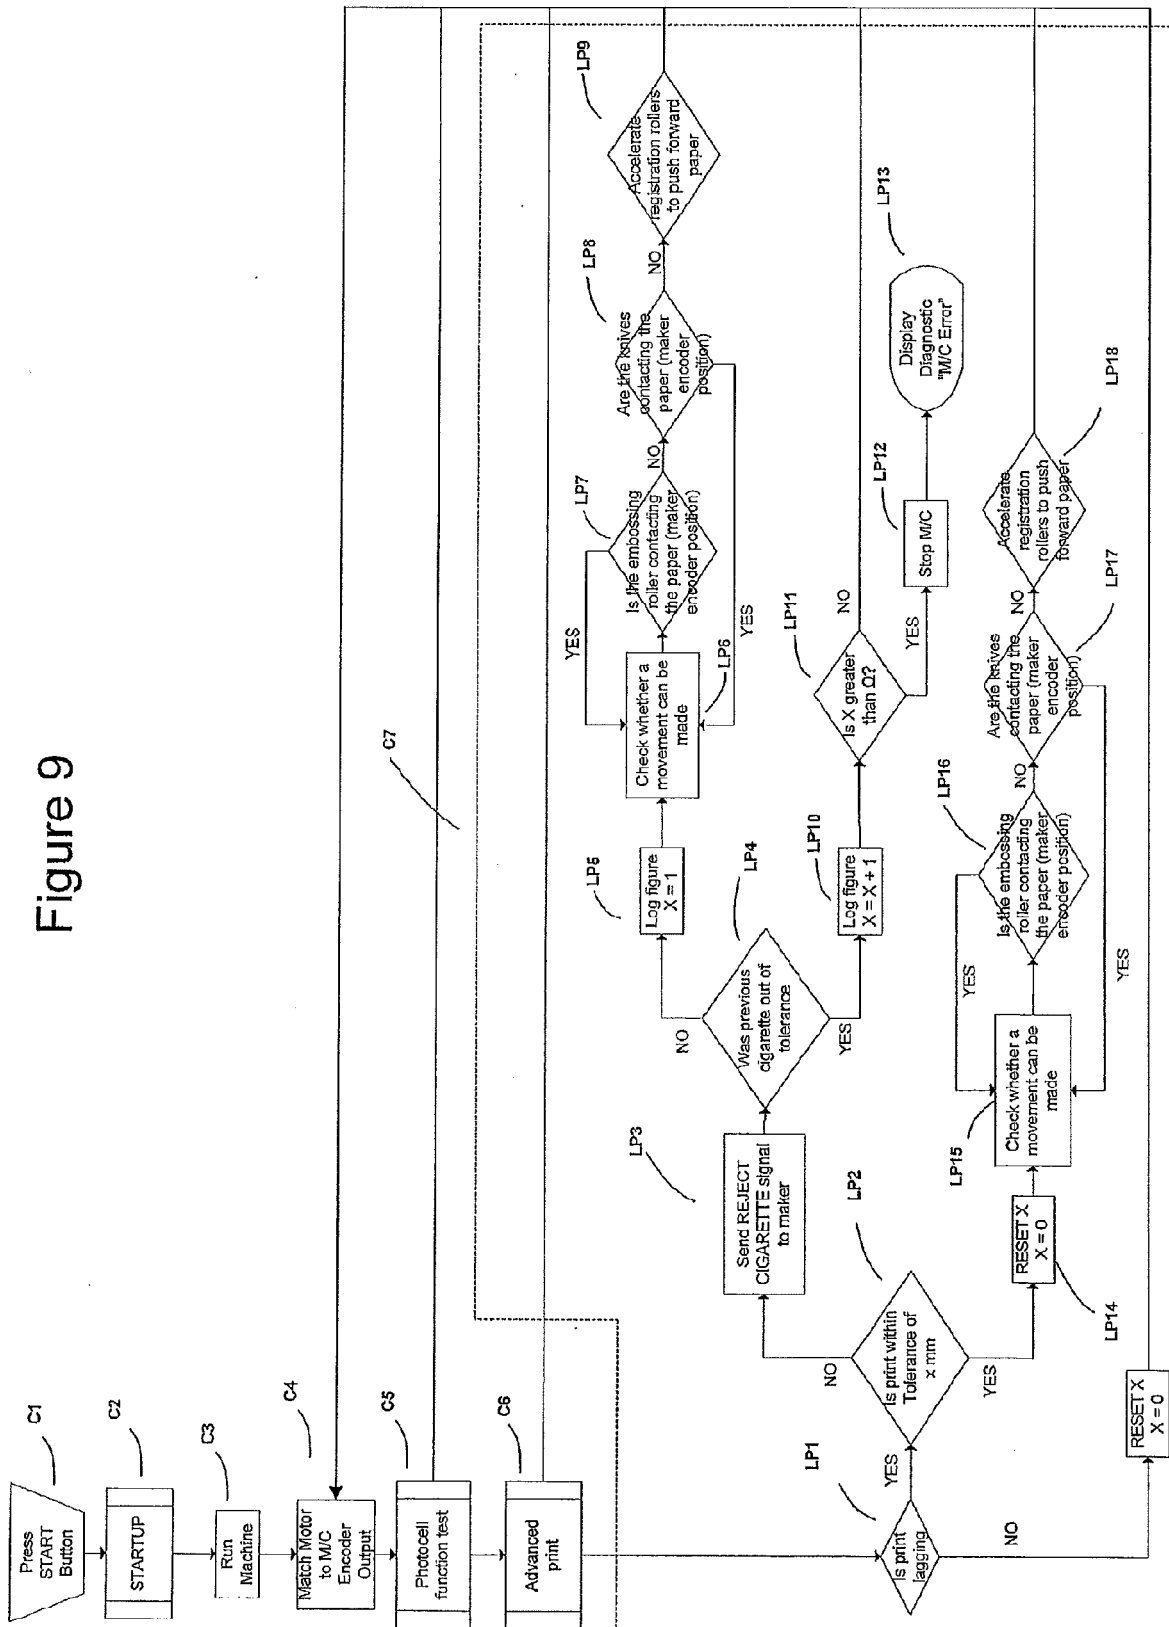 Figure 9
C1
Press
START
Button
C2
STARTUP
C3
Run
Machine
C4
Match Motor
to M/C
Encoder
Output
C5
Photocell
function test
C6
Advanced
print
C7
LP1
Is print
lagging
YES
NO
RESET X
X = 0
LP2
Is print within
Tolerance of
x mm
NO
YES
LP3
Send REJECT
CIGARETTE signal
to maker
LP4
Was previous
cigarette out of
tolerance
NO
YES
LP5
Log figure
X = 1
LP6
Check whether a
movement can be
made
LP7
Is the embossing
roller contacting
the paper (maker
encoder position)
YES
NO
LP8
Are the knives
contacting the
paper (maker
encoder
position)
YES
NO
LP9
Accelerate
registration rollers
to push forward
paper
LP10
Log figure
X = X + 1
LP11
Is X greater
than Ω?
NO
YES
LP12
Stop M/C
LP13
Display
Diagnostic
"M/C Error"
LP14
RESET X
X = 0
LP15
Check whether a
movement can be
made
LP16
Is the embossing
roller contacting
the paper (maker
encoder position)
YES
NO
LP17
Are the knives
contacting the
paper (maker
encoder
position)
YES
NO
LP18
Accelerate
registration
rollers to push
forward paper